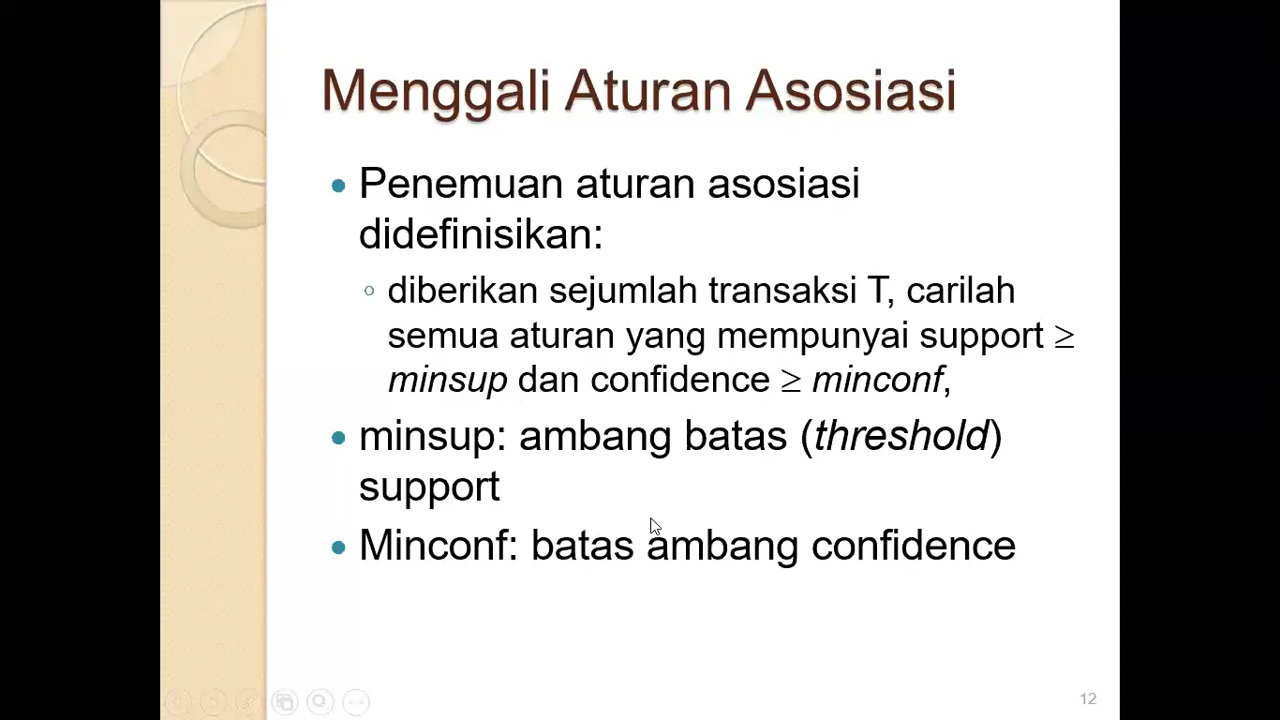 Menggali Aturan Asosiasi
• Penemuan aturan asosiasi
didefinisikan:
◦ diberikan sejumlah transaksi T, carilah
semua aturan yang mempunyai support ≥
minsup dan confidence ≥ minconf,
• minsup: ambang batas (threshold)
support
• Minconf: batas ambang confidence
12